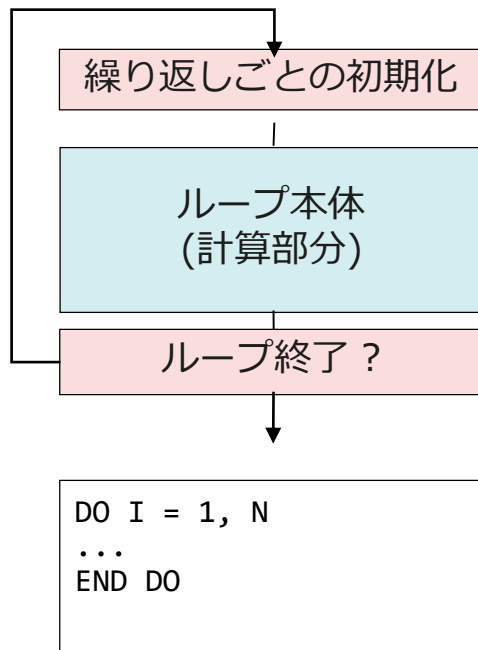 繰り返しごとの初期化
ループ本体
(計算部分)
ループ終了？
DO I = 1, N
...
END DO